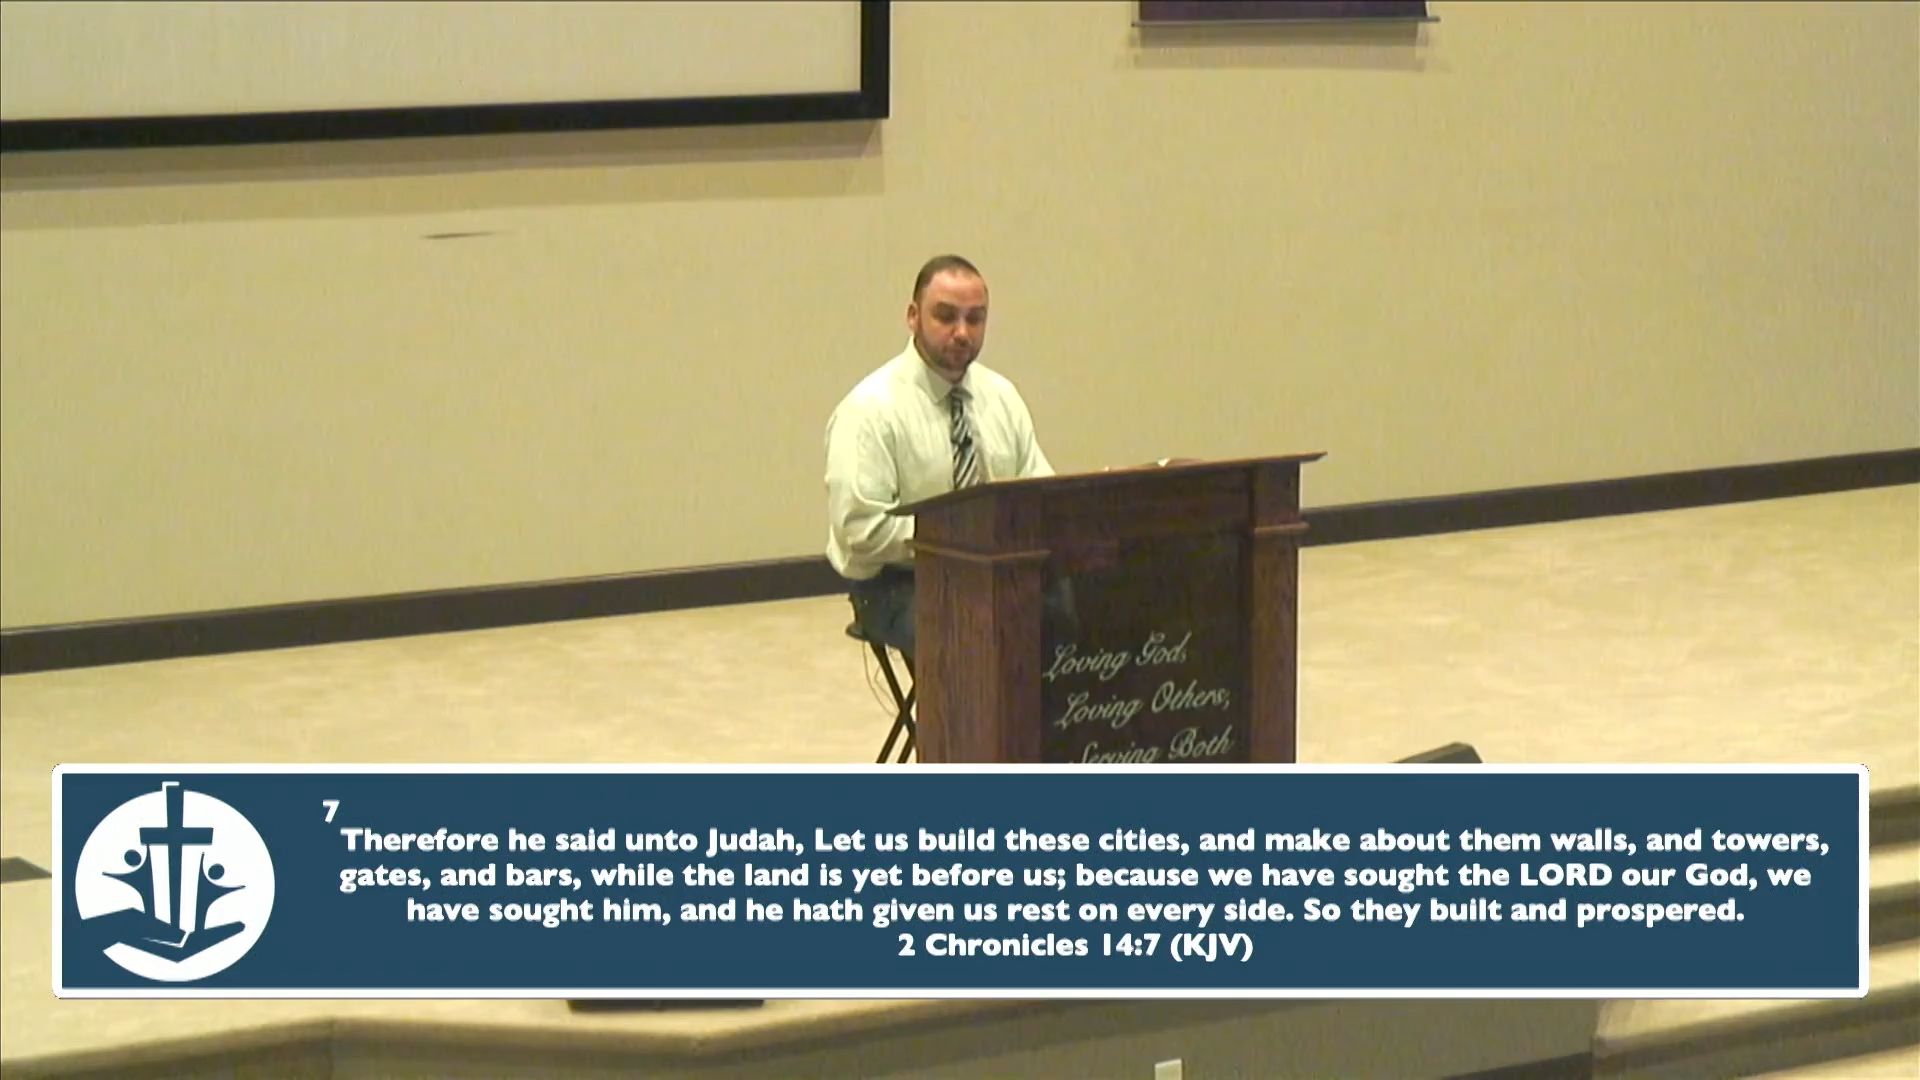 Loving God,
Loving Others,
Serving Both
7
Therefore he said unto Judah, Let us build these cities, and make about them walls, and towers,
gates, and bars, while the land is yet before us; because we have sought the LORD our God, we
have sought him, and he hath given us rest on every side. So they built and prospered.
2 Chronicles 14:7 (KJV)